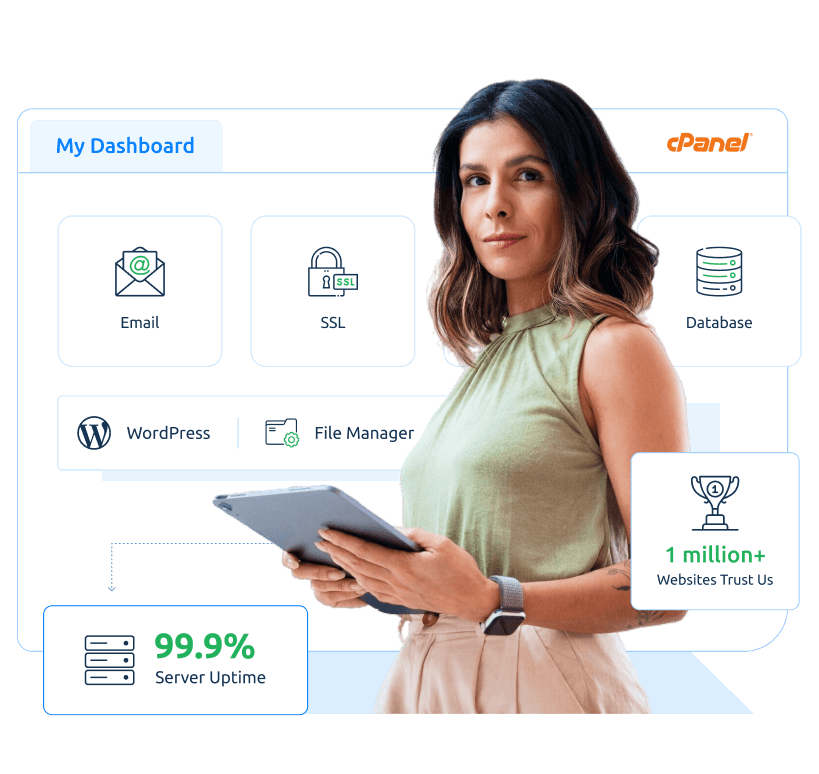 My Dashboard
cPanel
@
Email
SSL
SSL
Database
WordPress
File Manager
1
1 million+
Websites Trust Us
99.9%
Server Uptime